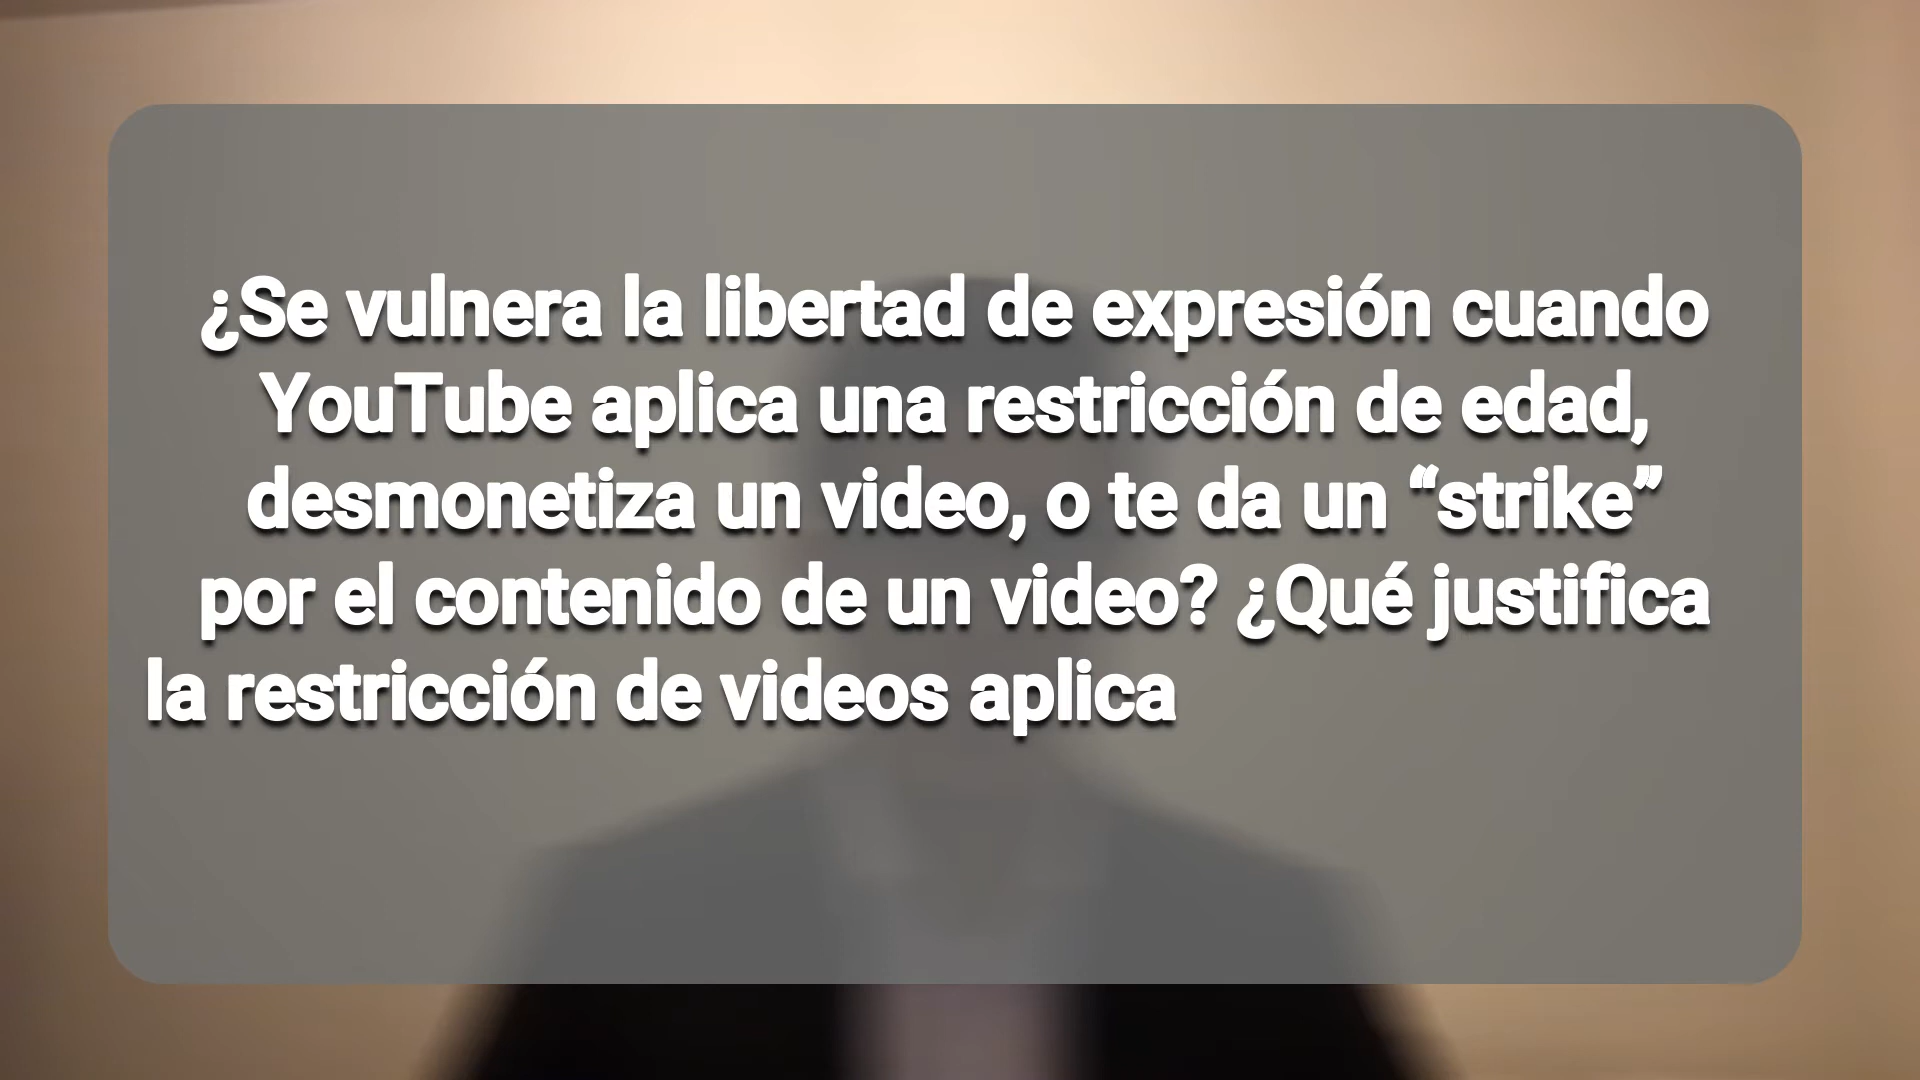 ¿Se vulnera la libertad de expresión cuando
YouTube aplica una restricción de edad,
desmonetiza un video, o te da un “strike”
por el contenido de un video? ¿Qué justifica
la restricción de videos aplica